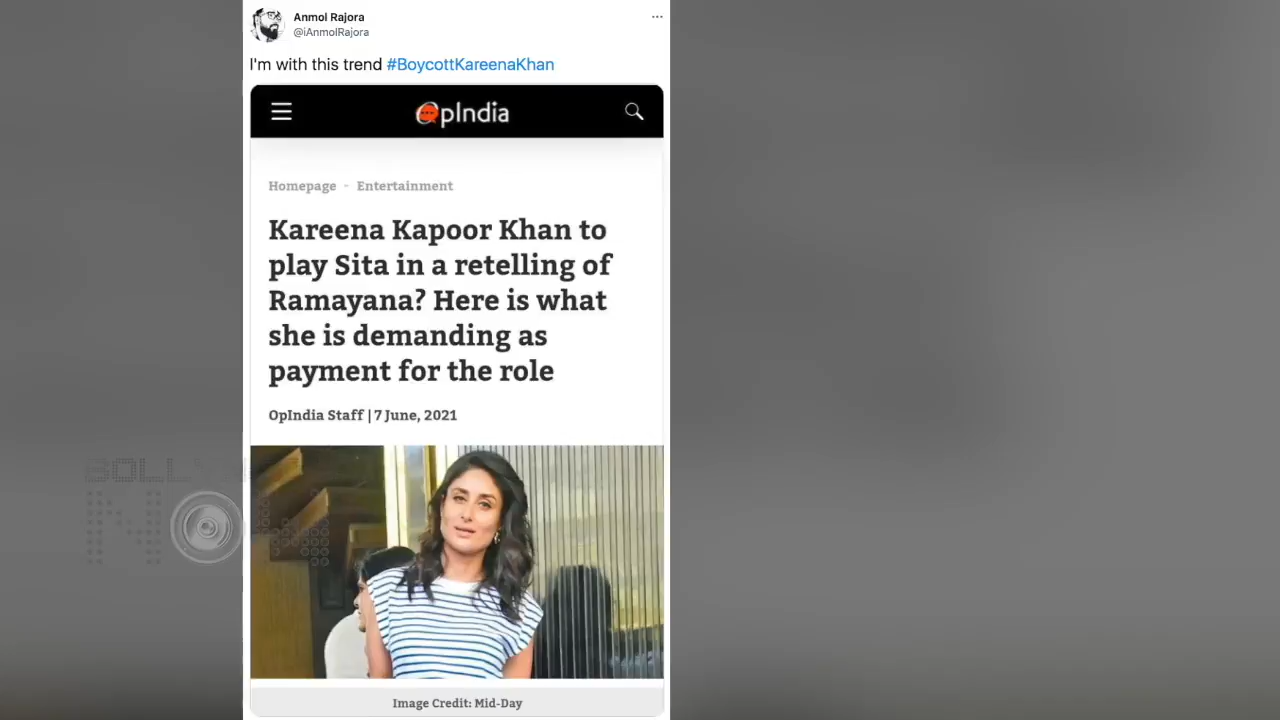 Anmol Rajora
@iAnmolRajora
I'm with this trend #BoycottKareenaKhan
OpIndia
Homepage - Entertainment
Kareena Kapoor Khan to
play Sita in a retelling of
Ramayana? Here is what
she is demanding as
payment for the role
OpIndia Staff | 7 June, 2021
BOLLY
NOW
Image Credit: Mid-Day